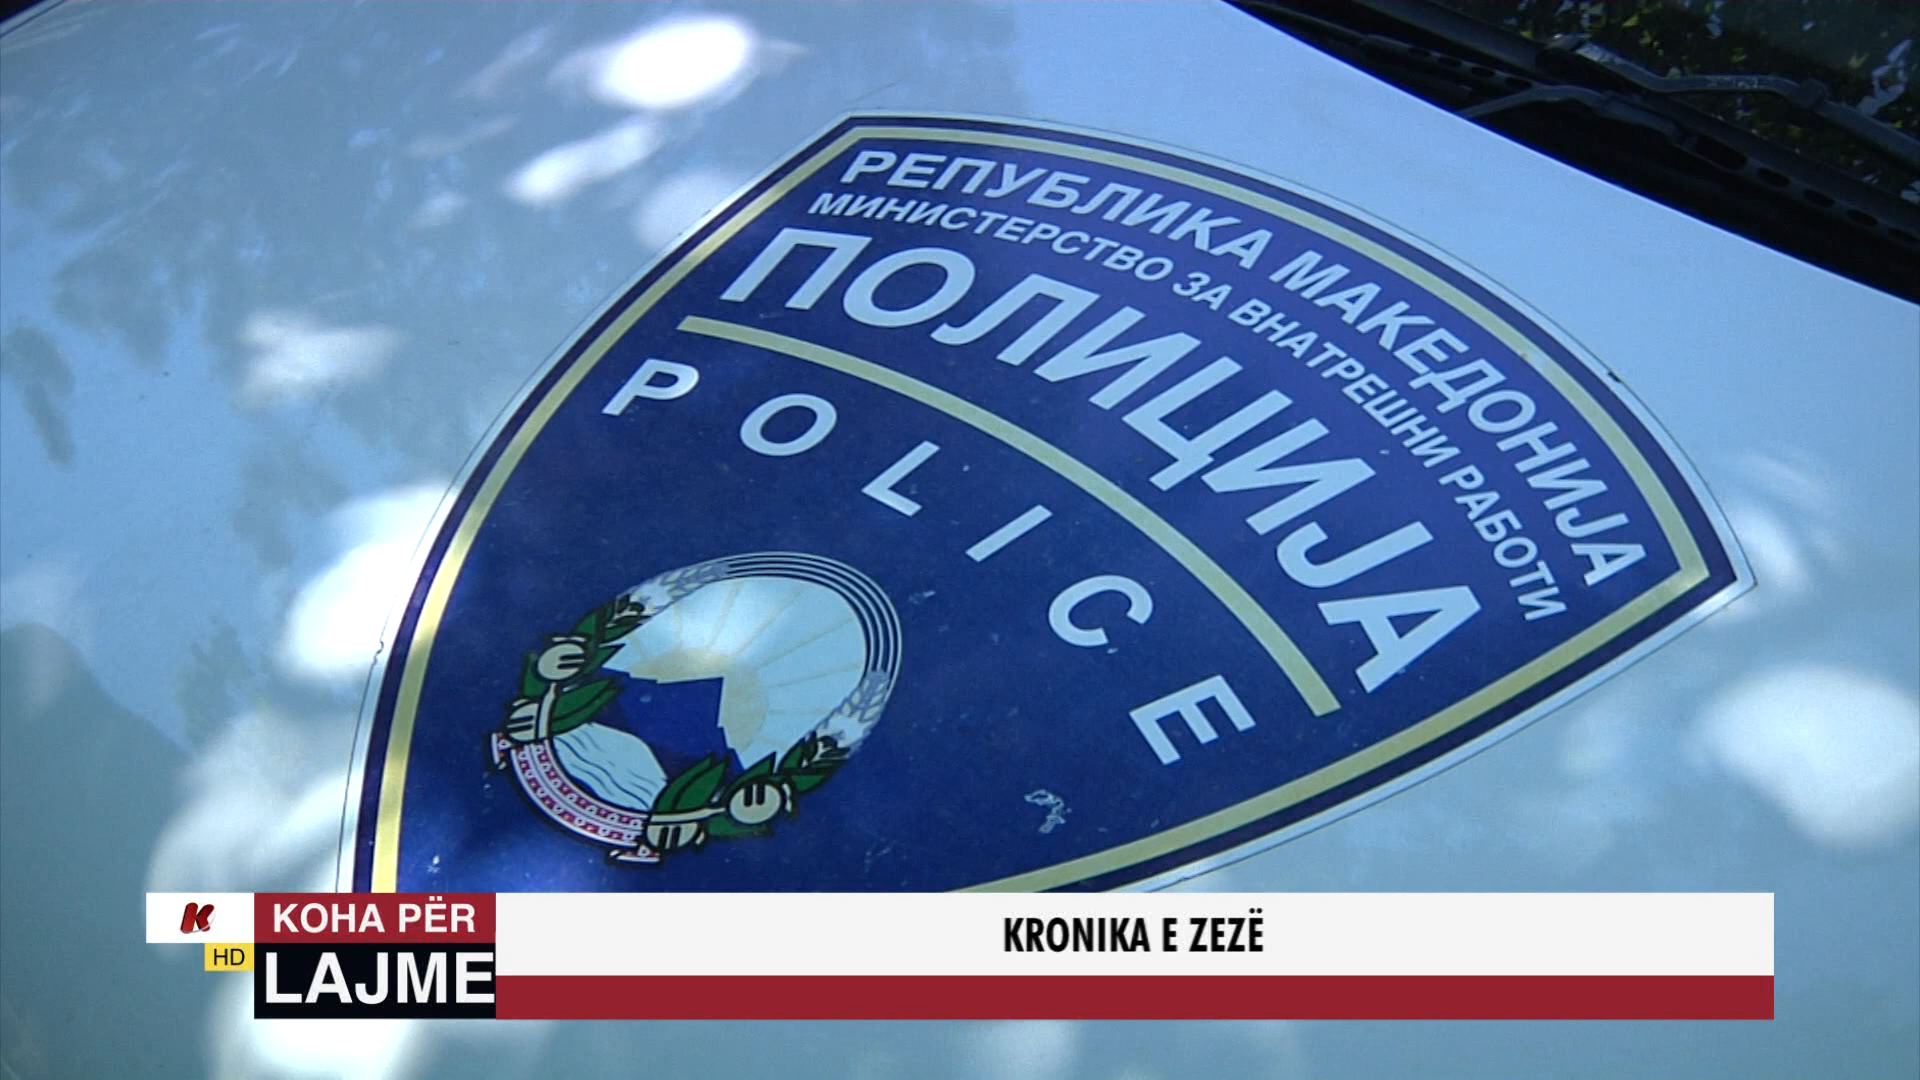 РЕПУБЛИКА МАКЕДОНИЈА
МИНИСТЕРСТВО ЗА ВНАТРЕШНИ РАБОТИ
ПОЛИЦИЈА
POLICE
K
HD
KOHA PËR
LAJME
KRONIKA E ZEZË